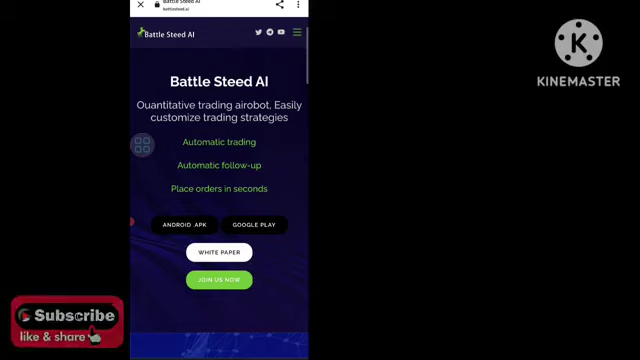 Battle Steed AI
battlesteed.ai
Battle Steed AI
Battle Steed AI
Quantitative trading airobot, Easily
customize trading strategies
Automatic trading
Automatic follow-up
Place orders in seconds
ANDROID .APK
GOOGLE PLAY
WHITE PAPER
JOIN US NOW
K
KINEMASTER
Subscribe
like & share